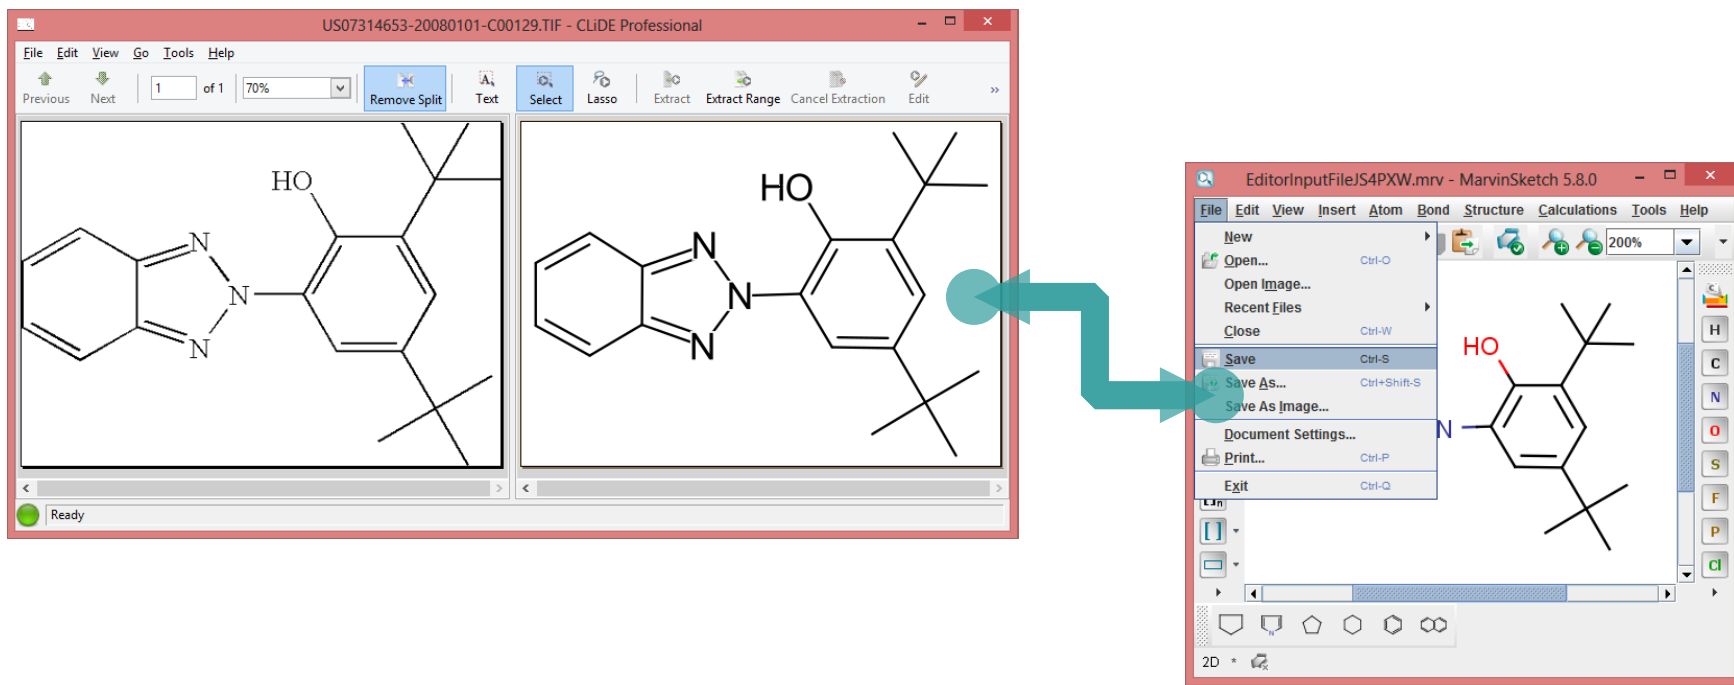 US07314653-20080101-C00129.TIF - CLiDE Professional
File Edit View Go Tools Help
Previous Next 1 of 1 70% Remove Split Text Select Lasso Extract Extract Range Cancel Extraction Edit »
HO
N
N
N
HO
N
N
N
Ready
EditorInputFileJS4PXW.mrv - MarvinSketch 5.8.0
File Edit View Insert Atom Bond Structure Calculations Tools Help
200%
New
Open... Ctrl-O
Open Image...
Recent Files
Close Ctrl-W
Save Ctrl-S
Save As... Ctrl+Shift-S
Save As Image...
Document Settings...
Print... Ctrl-P
Exit Ctrl-Q
HO
N
H
C
N
O
S
F
P
Cl
[ ]n
[ ]
N
2D *